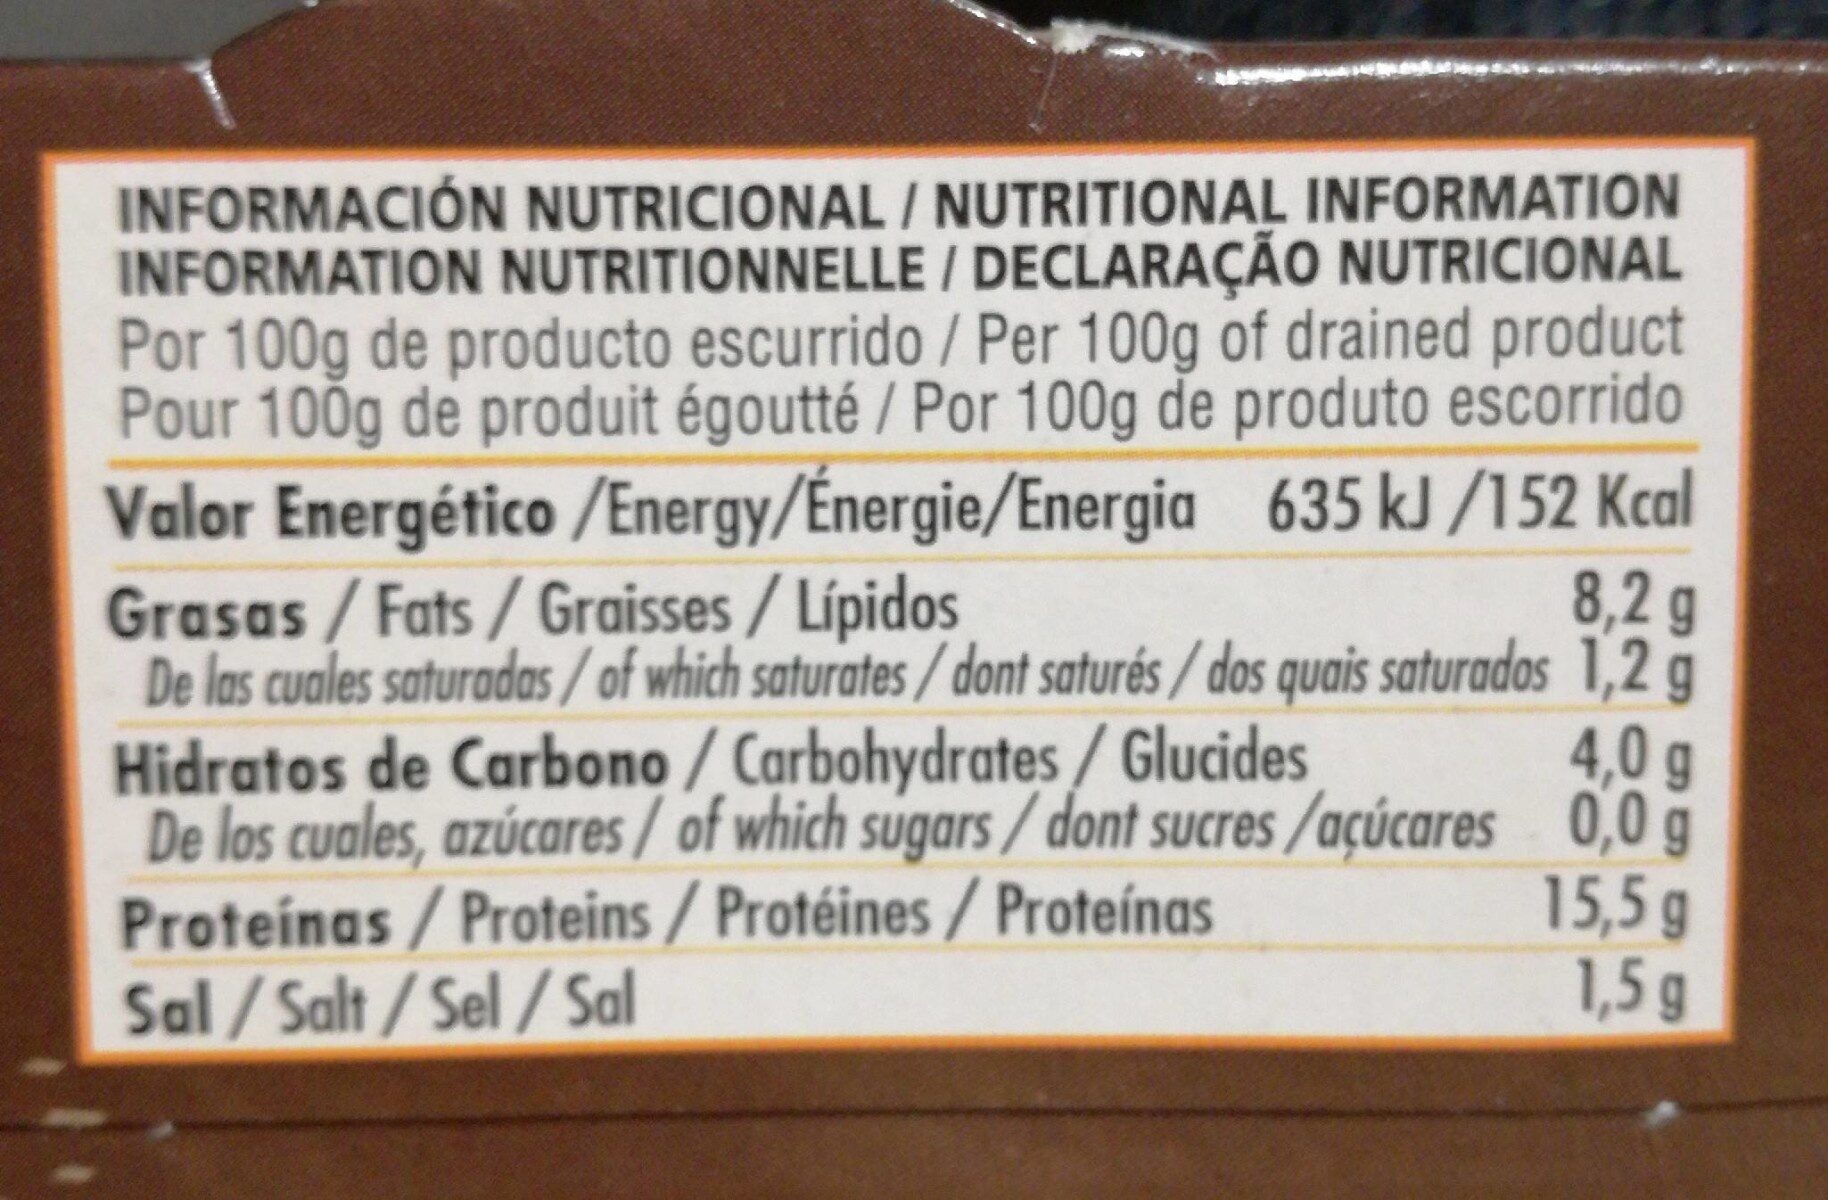 INFORMACIÓN NUTRICIONAL / NUTRITIONAL INFORMATION
INFORMATION NUTRITIONNELLE / DECLARAÇÃO NUTRICIONAL
Por 100g de producto escurrido / Per 100g of drained product
Pour 100g de produit égoutté / Por 100g de produto escorrido
Valor Energético /Energy/Énergie/Energia 635 kJ /152 Kcal
Grasas / Fats / Graisses / Lípidos 8,2 g
De las cuales saturadas / of which saturates / dont saturés / dos quais saturados 1,2 g
Hidratos de Carbono / Carbohydrates / Glucides 4,0 g
De los cuales, azúcares / of which sugars / dont sucres /açúcares 0,0 g
Proteínas / Proteins / Protéines / Proteínas 15,5 g
Sal / Salt / Sel / Sal 1,5 g